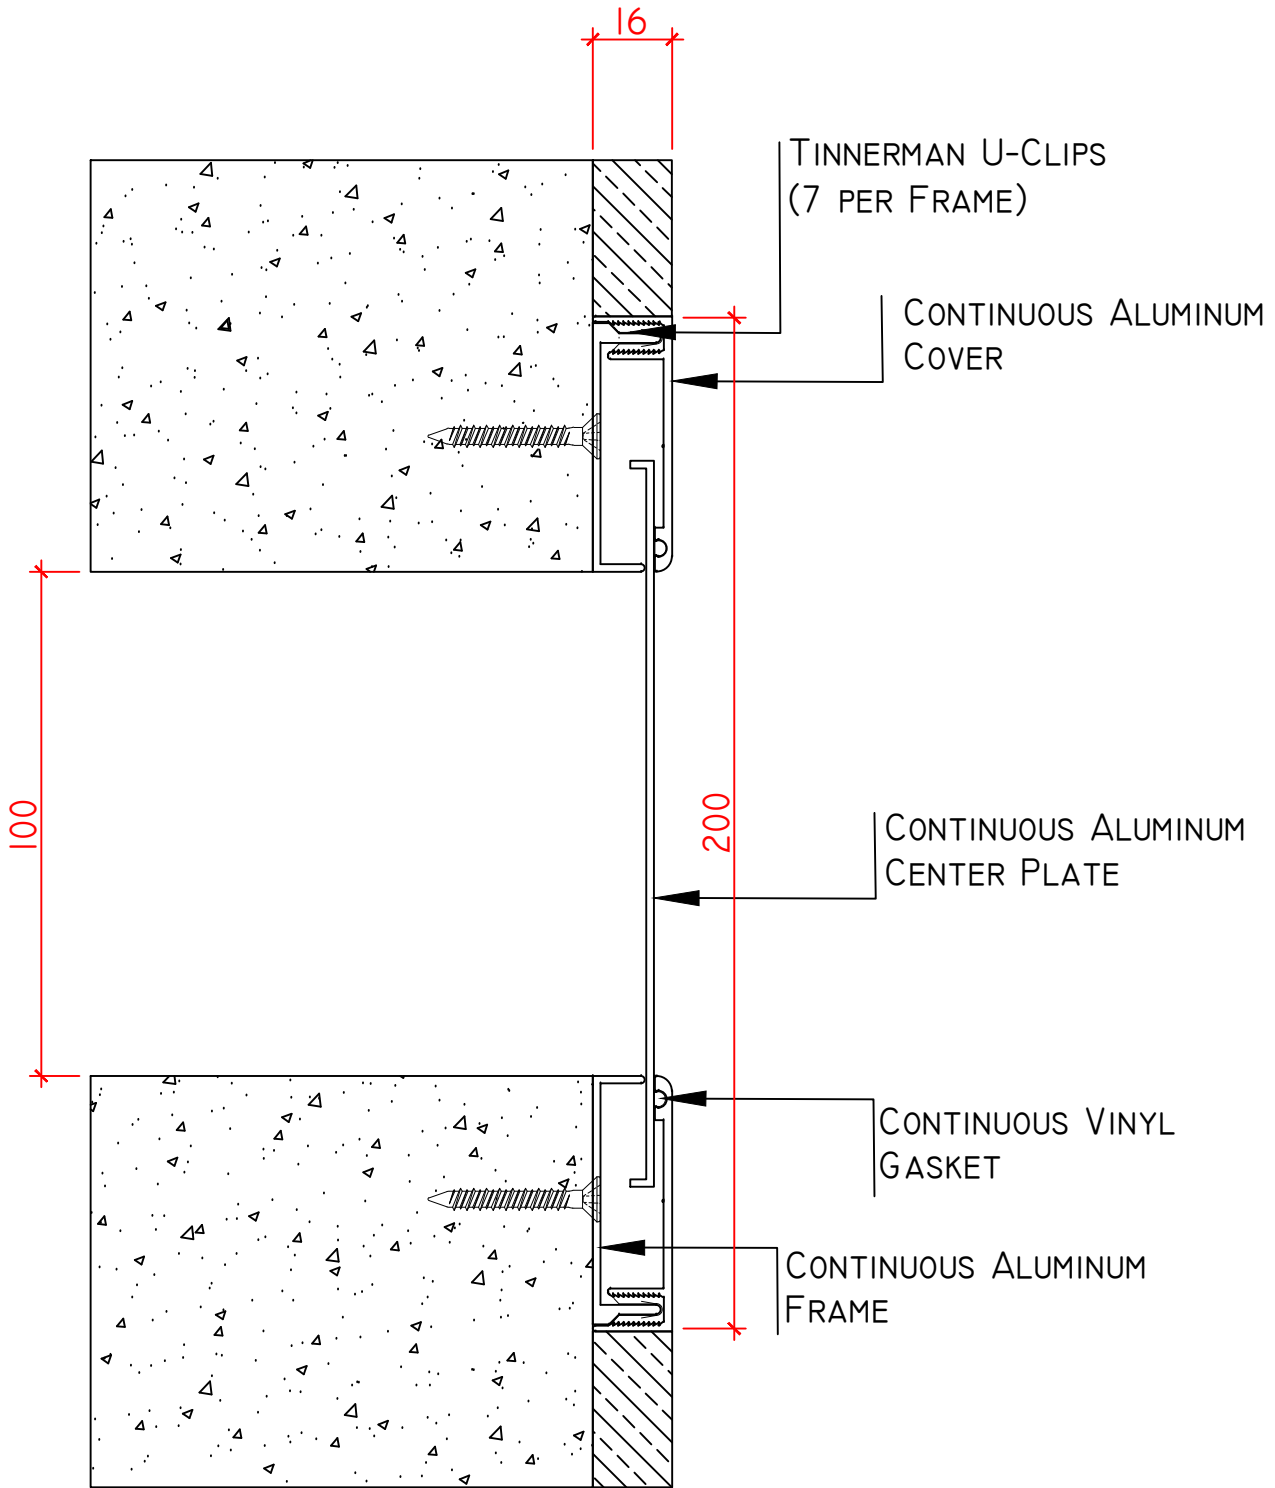 16
TINNERMAN U-CLIPS
(7 PER FRAME)
CONTINUOUS ALUMINUM
COVER
100
200
CONTINUOUS ALUMINUM
CENTER PLATE
CONTINUOUS VINYL
GASKET
CONTINUOUS ALUMINUM
FRAME